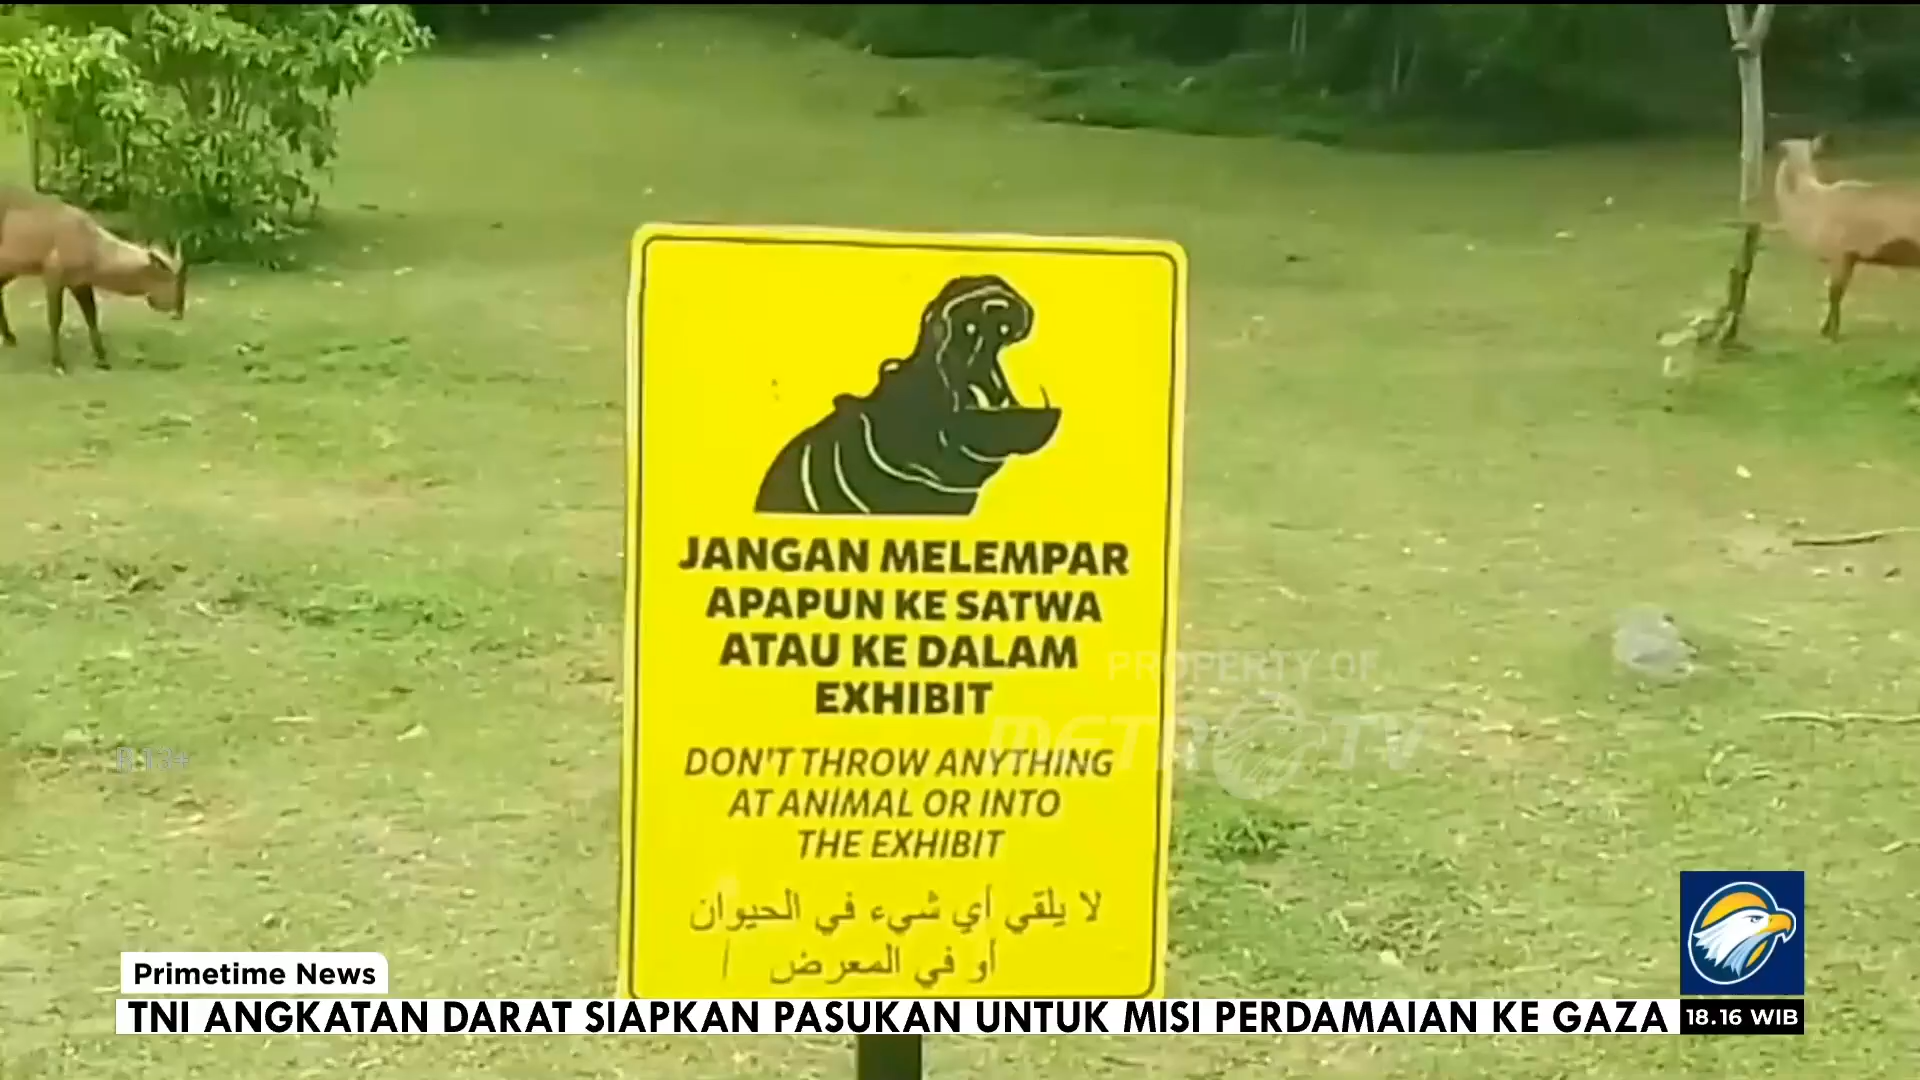 JANGAN MELEMPAR
APAPUN KE SATWA
ATAU KE DALAM
EXHIBIT
DON'T THROW ANYTHING
AT ANIMAL OR INTO
THE EXHIBIT
لا يلقي أي شيء في الحيوان
أو في المعرض
PROPERTY OF
METRO TV
R 13+
Primetime News
TNI ANGKATAN DARAT SIAPKAN PASUKAN UNTUK MISI PERDAMAIAN KE GAZA
18.16 WIB